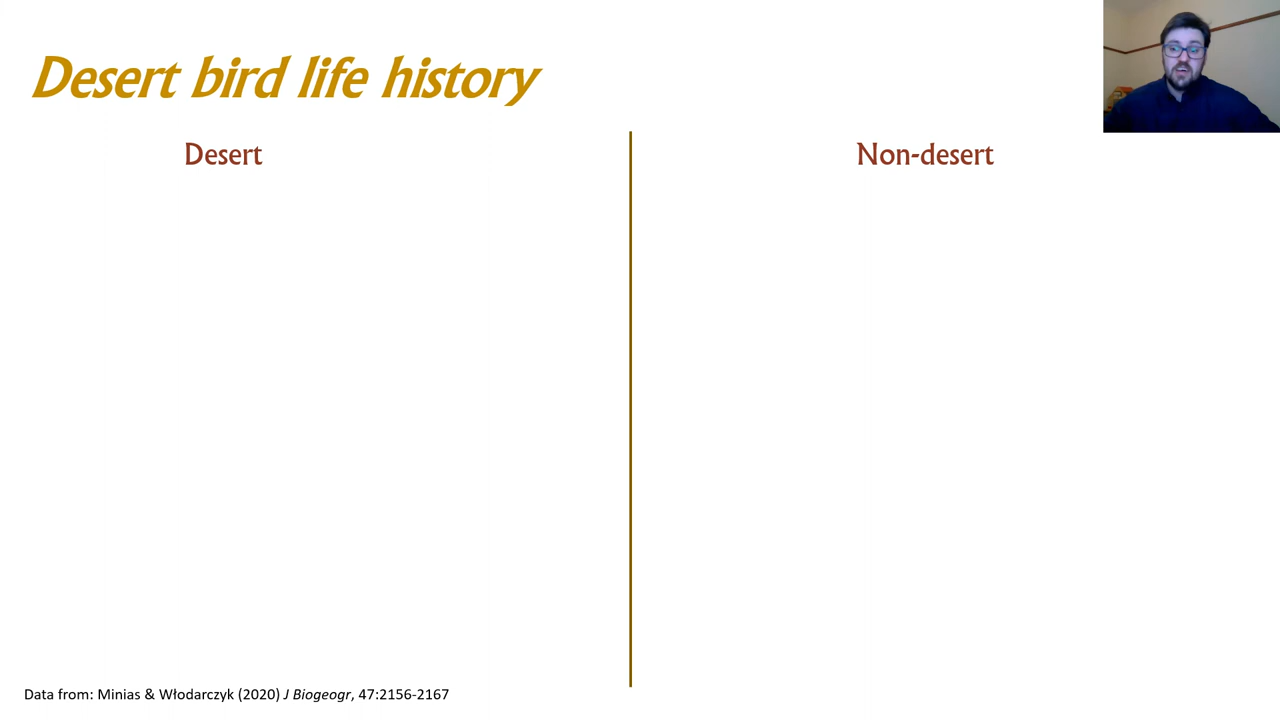 Desert bird life history
Desert
Non-desert
Data from: Minias & Włodarczyk (2020) J Biogeogr, 47:2156-2167